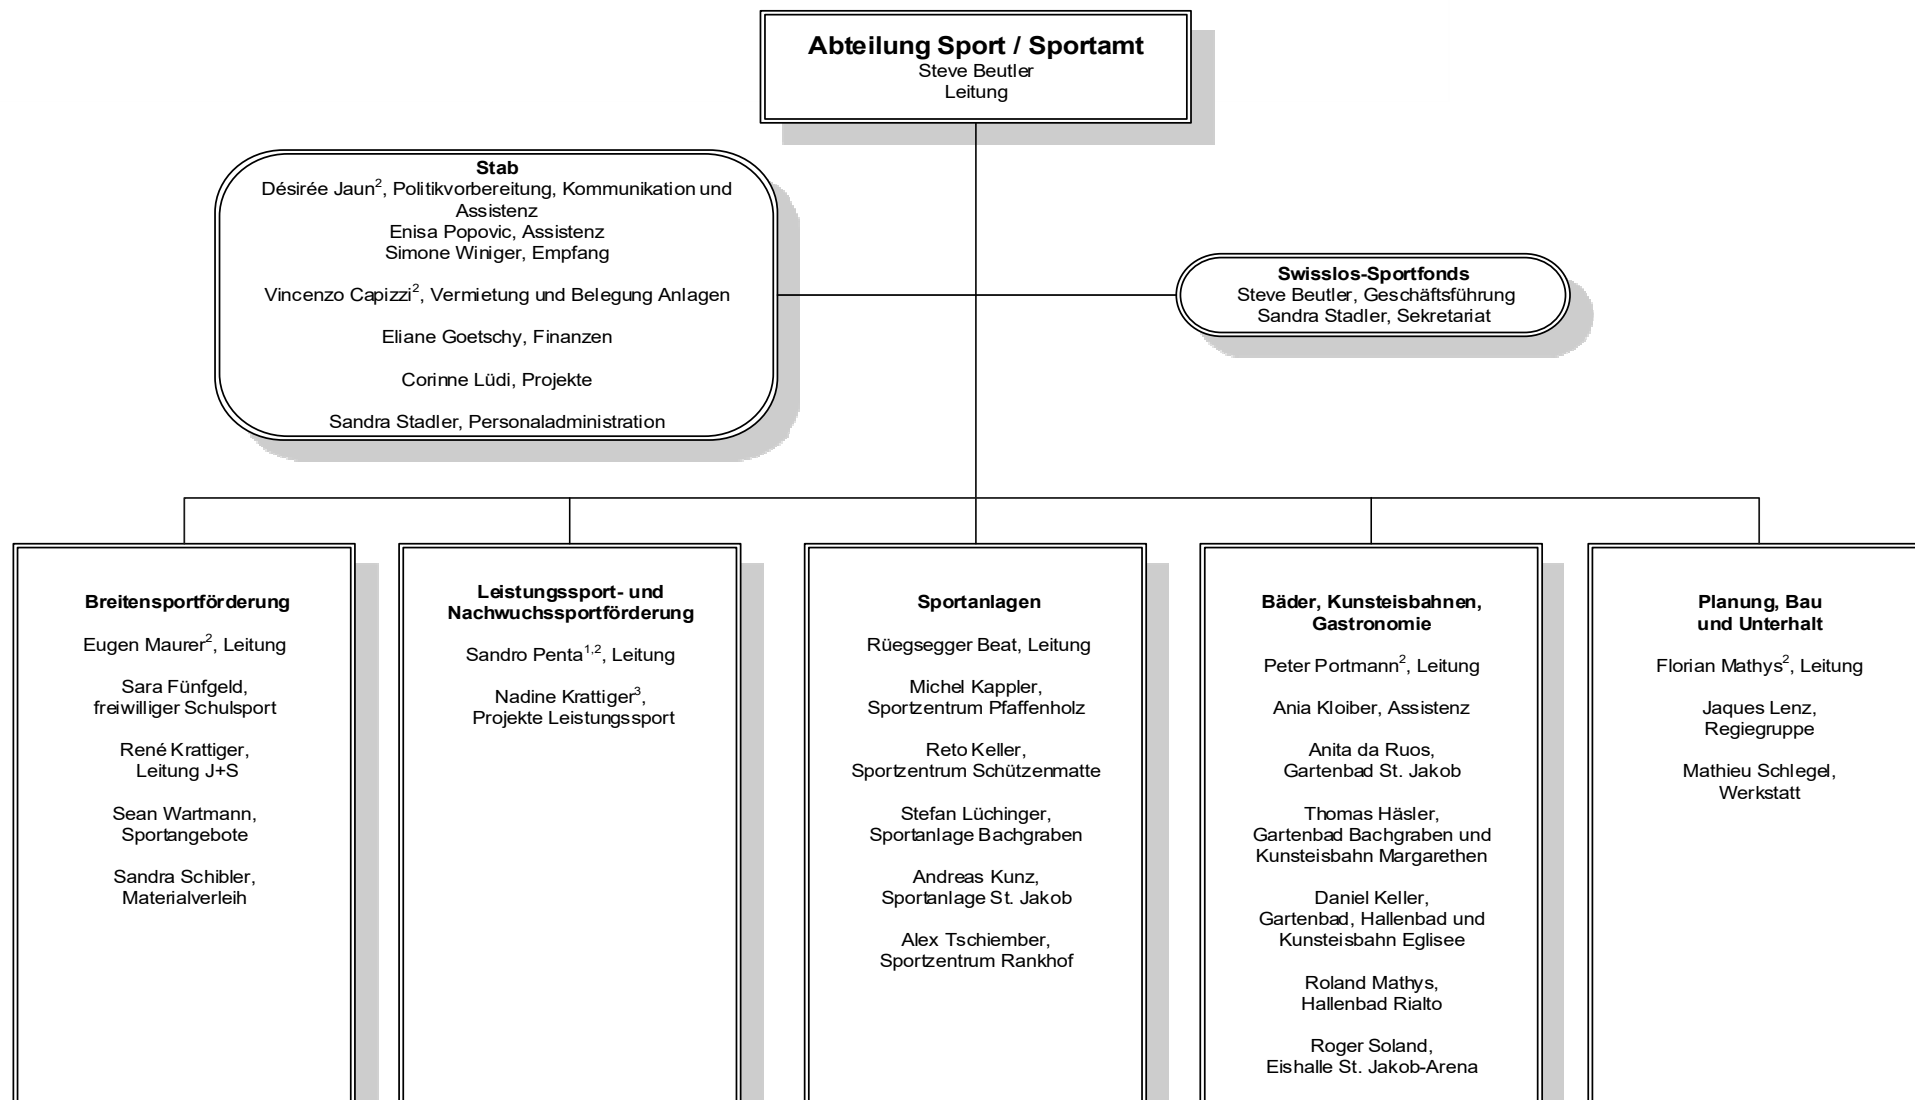 Abteilung Sport / Sportamt
Steve Beutler
Leitung
Stab
Désirée Jaun², Politikvorbereitung, Kommunikation und
Assistenz
Enisa Popovic, Assistenz
Simone Winiger, Empfang
Vincenzo Capizzi², Vermietung und Belegung Anlagen
Eliane Goetschy, Finanzen
Corinne Lüdi, Projekte
Sandra Stadler, Personaladministration
Swisslos-Sportfonds
Steve Beutler, Geschäftsführung
Sandra Stadler, Sekretariat
Breitensportförderung
Eugen Maurer², Leitung
Sara Fünfgeld,
freiwilliger Schulsport
René Krattiger,
Leitung J+S
Sean Wartmann,
Sportangebote
Sandra Schibler,
Materialverleih
Leistungssport- und
Nachwuchssportförderung
Sandro Penta¹,², Leitung
Nadine Krattiger³,
Projekte Leistungssport
Sportanlagen
Rüegsegger Beat, Leitung
Michel Kappler,
Sportzentrum Pfaffenholz
Reto Keller,
Sportzentrum Schützenmatte
Stefan Lüchinger,
Sportanlage Bachgraben
Andreas Kunz,
Sportanlage St. Jakob
Alex Tschiember,
Sportzentrum Rankhof
Bäder, Kunsteisbahnen,
Gastronomie
Peter Portmann², Leitung
Ania Kloiber, Assistenz
Anita da Ruos,
Gartenbad St. Jakob
Thomas Häsler,
Gartenbad Bachgraben und
Kunsteisbahn Margarethen
Daniel Keller,
Gartenbad, Hallenbad und
Kunsteisbahn Eglisee
Roland Mathys,
Hallenbad Rialto
Roger Soland,
Eishalle St. Jakob-Arena
Planung, Bau
und Unterhalt
Florian Mathys², Leitung
Jaques Lenz,
Regiegruppe
Mathieu Schlegel,
Werkstatt